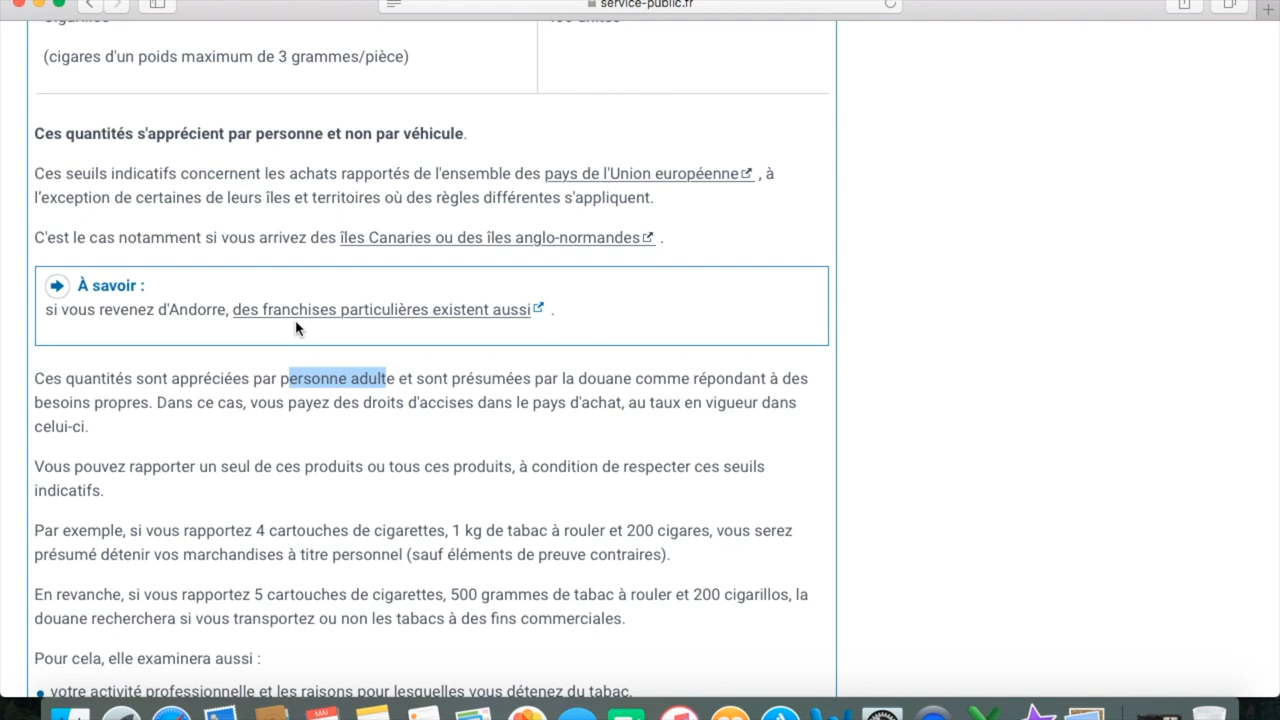 service-public.fr
(cigares d'un poids maximum de 3 grammes/pièce)
Ces quantités s'apprécient par personne et non par véhicule.
Ces seuils indicatifs concernent les achats rapportés de l'ensemble des pays de l'Union européenne , à
l'exception de certaines de leurs îles et territoires où des règles différentes s'appliquent.
C'est le cas notamment si vous arrivez des îles Canaries ou des îles anglo-normandes .
À savoir :
si vous revenez d'Andorre, des franchises particulières existent aussi .
Ces quantités sont appréciées par personne adulte et sont présumées par la douane comme répondant à des
besoins propres. Dans ce cas, vous payez des droits d'accises dans le pays d'achat, au taux en vigueur dans
celui-ci.
Vous pouvez rapporter un seul de ces produits ou tous ces produits, à condition de respecter ces seuils
indicatifs.
Par exemple, si vous rapportez 4 cartouches de cigarettes, 1 kg de tabac à rouler et 200 cigares, vous serez
présumé détenir vos marchandises à titre personnel (sauf éléments de preuve contraires).
En revanche, si vous rapportez 5 cartouches de cigarettes, 500 grammes de tabac à rouler et 200 cigarillos, la
douane recherchera si vous transportez ou non les tabacs à des fins commerciales.
Pour cela, elle examinera aussi :
votre activité professionnelle et les raisons pour lesquelles vous détenez du tabac,
MAI